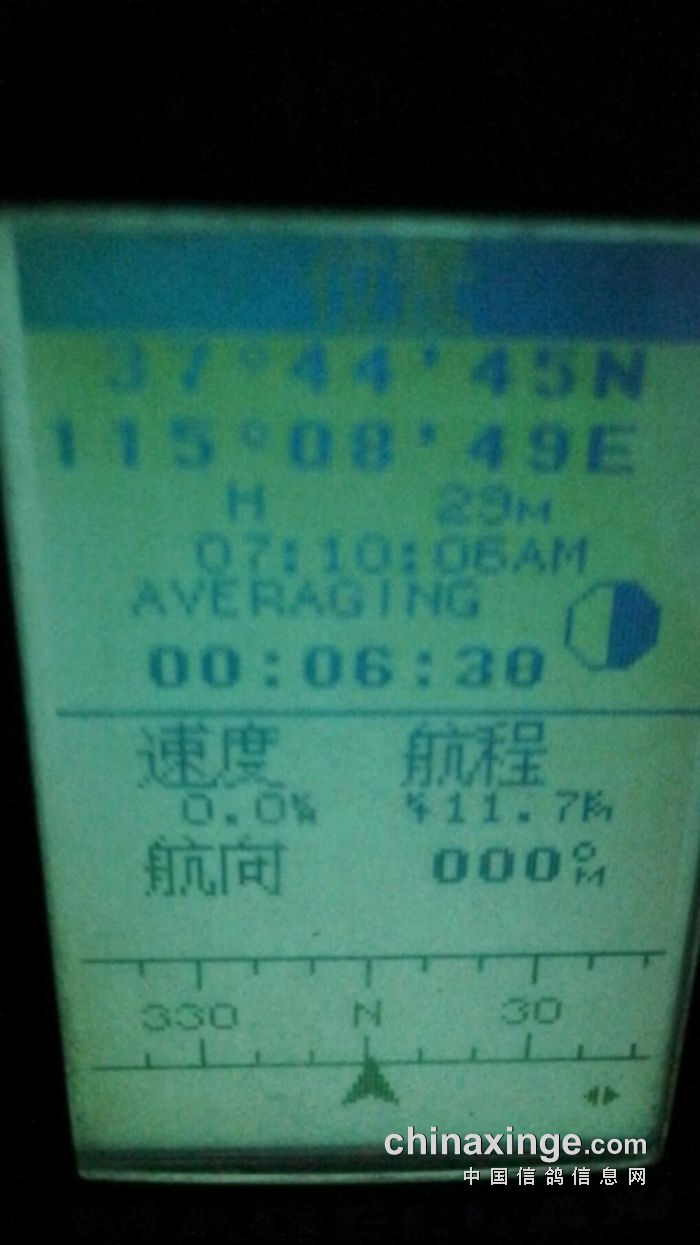 37°44'45N
115°08'49E
H 29M
07:10:06AM
AVERAGING
00:06:30
速度 航程
0.0 11.7
航向 000°M
330 N 30
chinaxinge.com
中国信鸽信息网